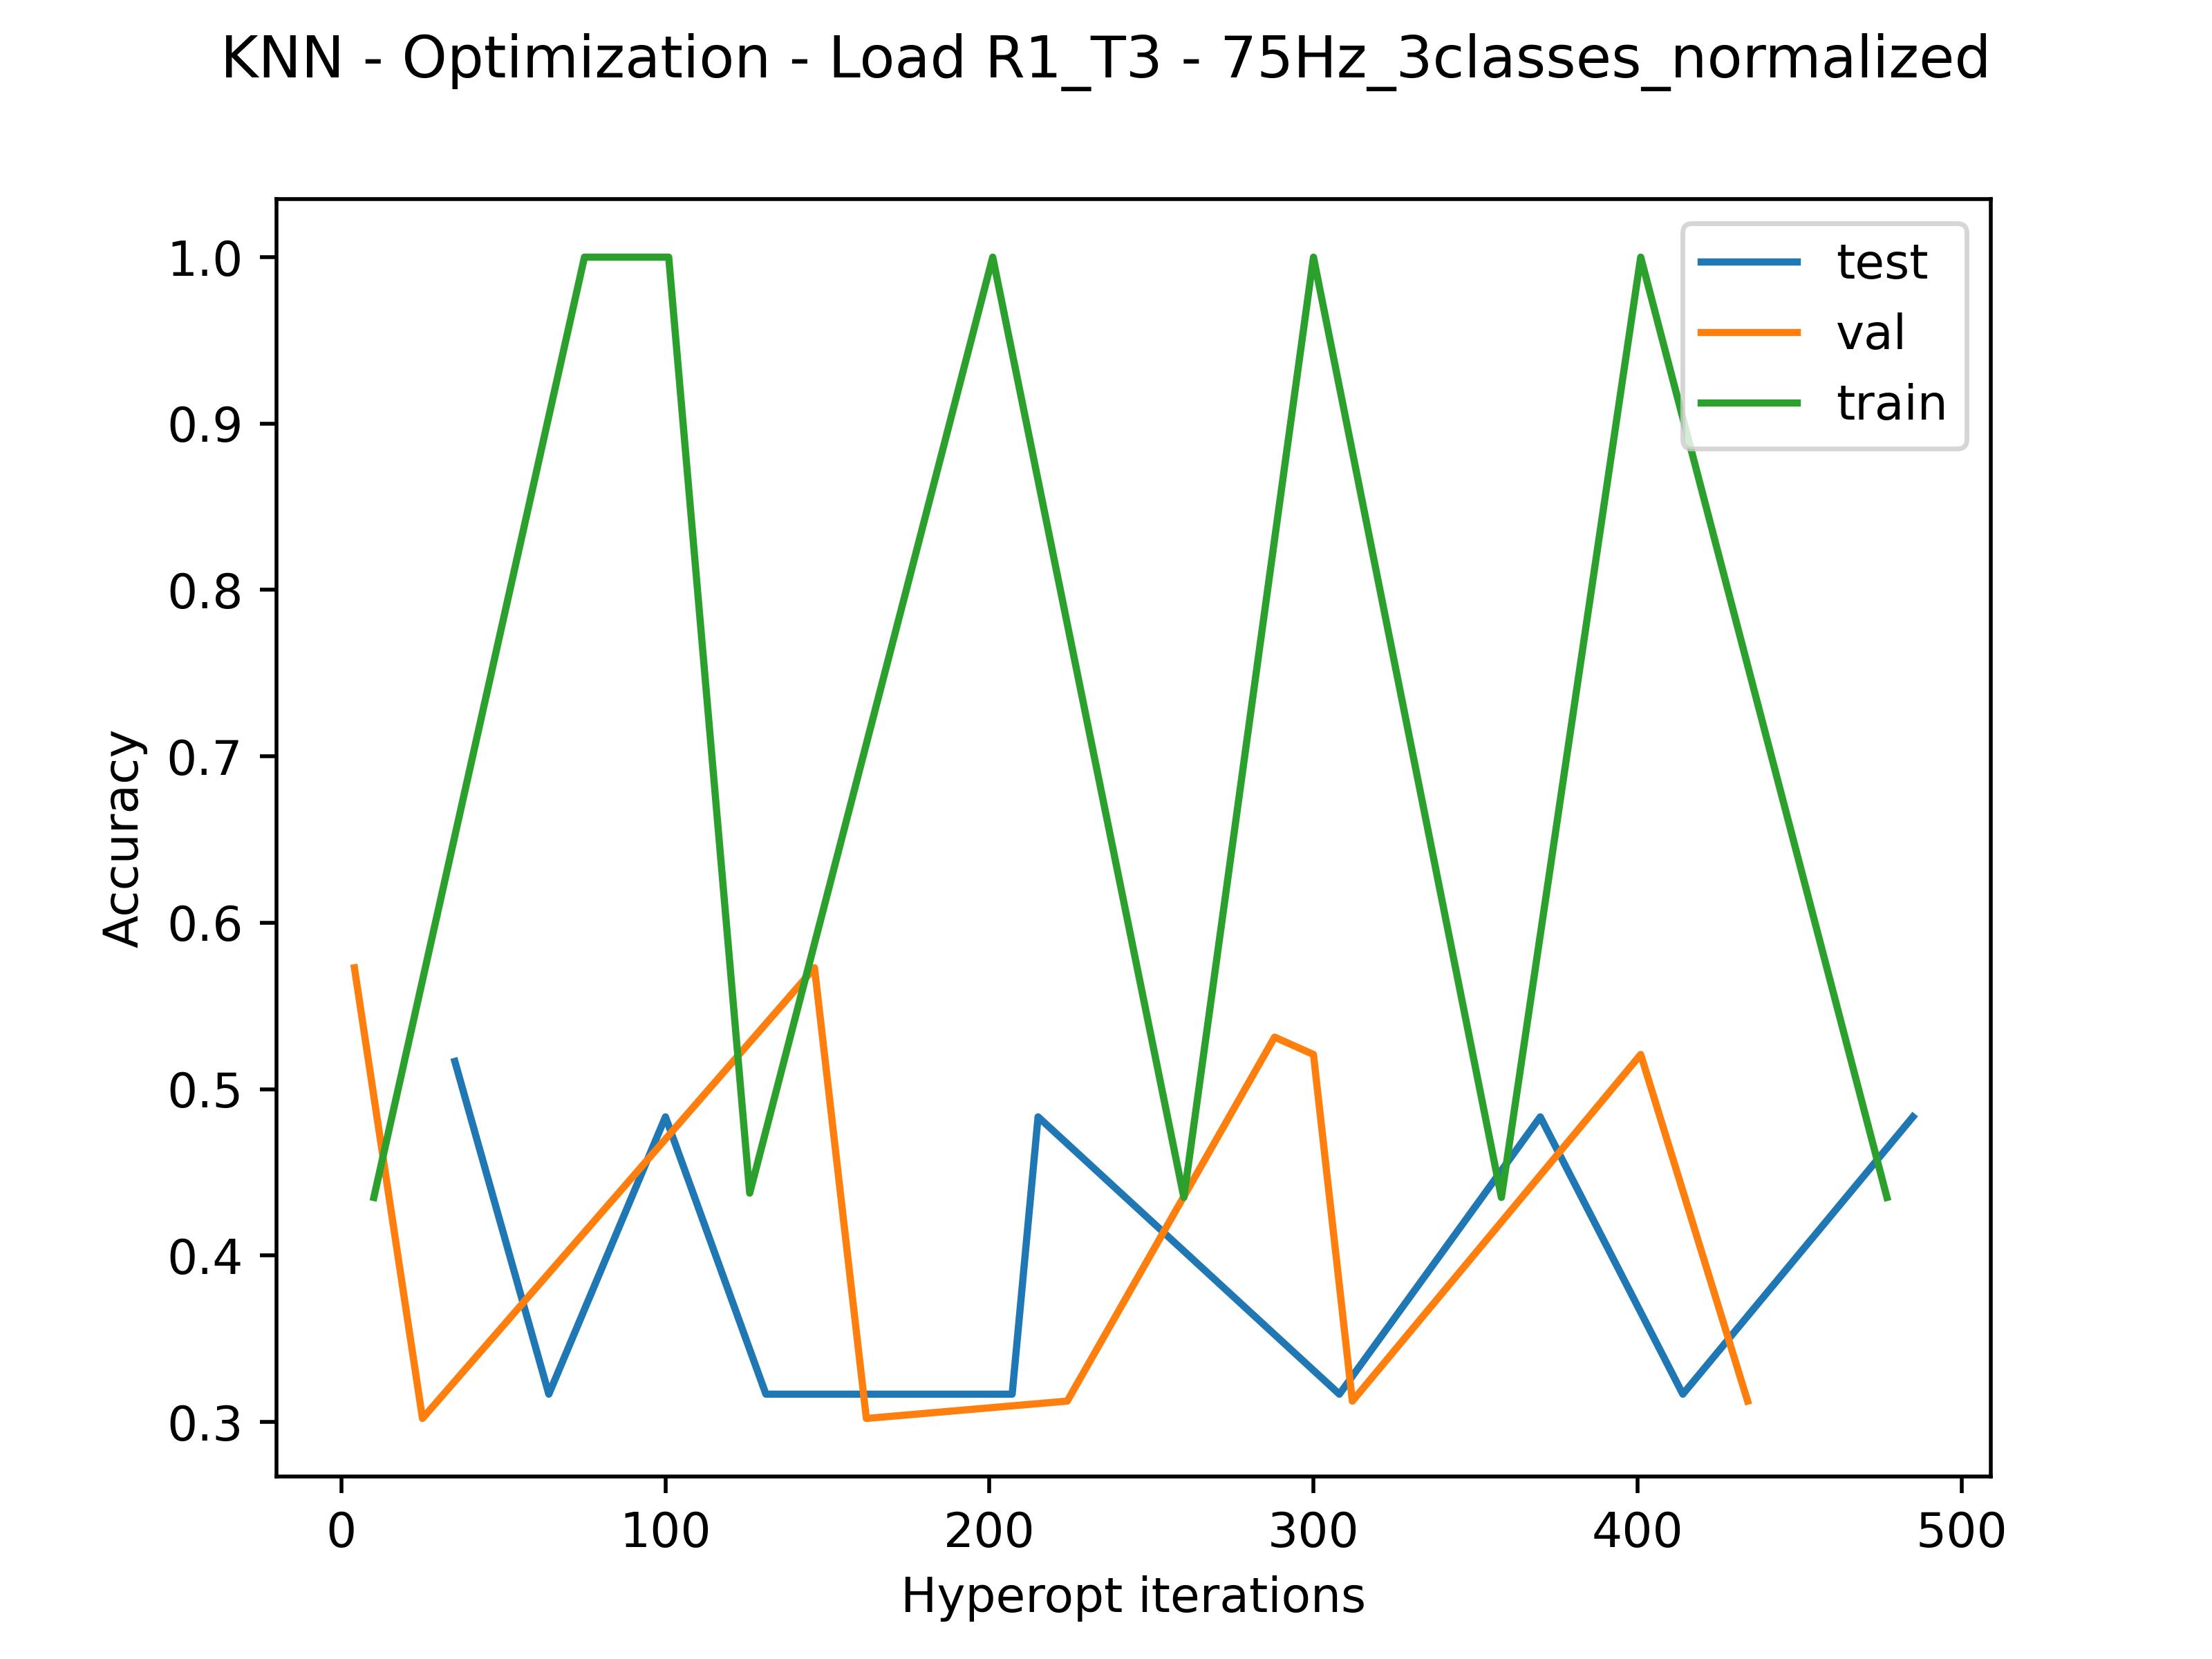 KNN - Optimization - Load R1_T3 - 75Hz_3classes_normalized
test
val
train
1.0
0.9
0.8
0.7
0.6
0.5
0.4
0.3
Accuracy
0 100 200 300 400 500
Hyperopt iterations